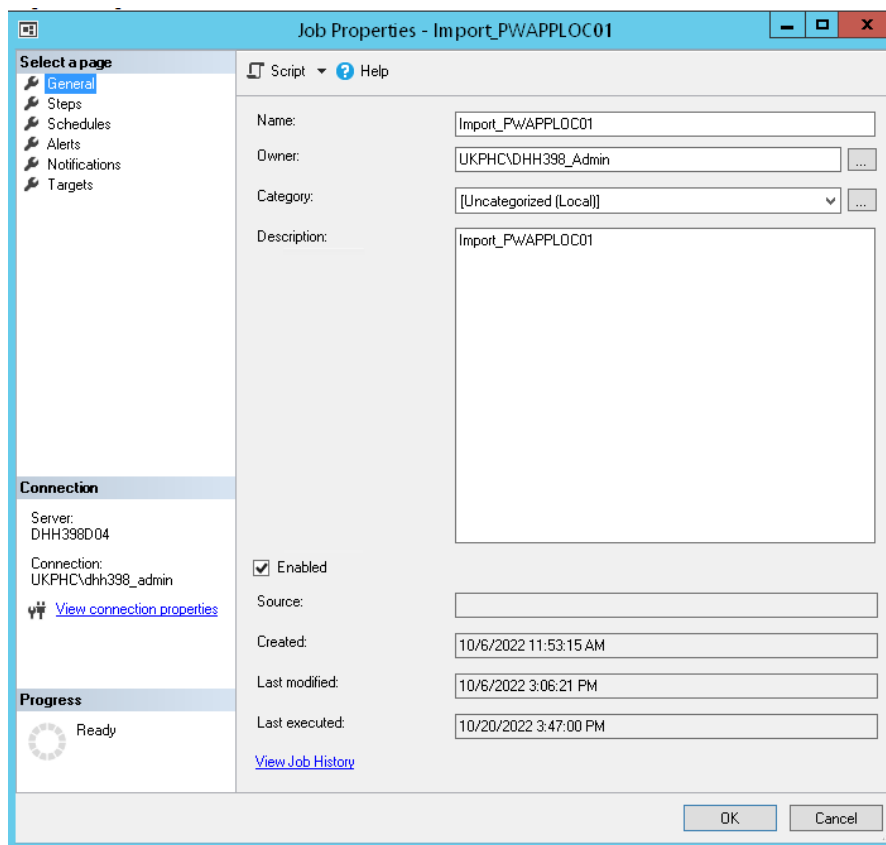 Job Properties - Import_PWAPPLOC01
Select a page
General
Steps
Schedules
Alerts
Notifications
Targets
Script Help
Name: Import_PWAPPLOC01
Owner: UKPHC\DHH398_Admin ...
Category: [Uncategorized (Local)] ...
Description: Import_PWAPPLOC01
Connection
Server:
DHH398D04
Connection:
UKPHC\dhh398_admin
View connection properties
Progress
Ready
Enabled
Source:
Created: 10/6/2022 11:53:15 AM
Last modified: 10/6/2022 3:06:21 PM
Last executed: 10/20/2022 3:47:00 PM
View Job History
OK Cancel